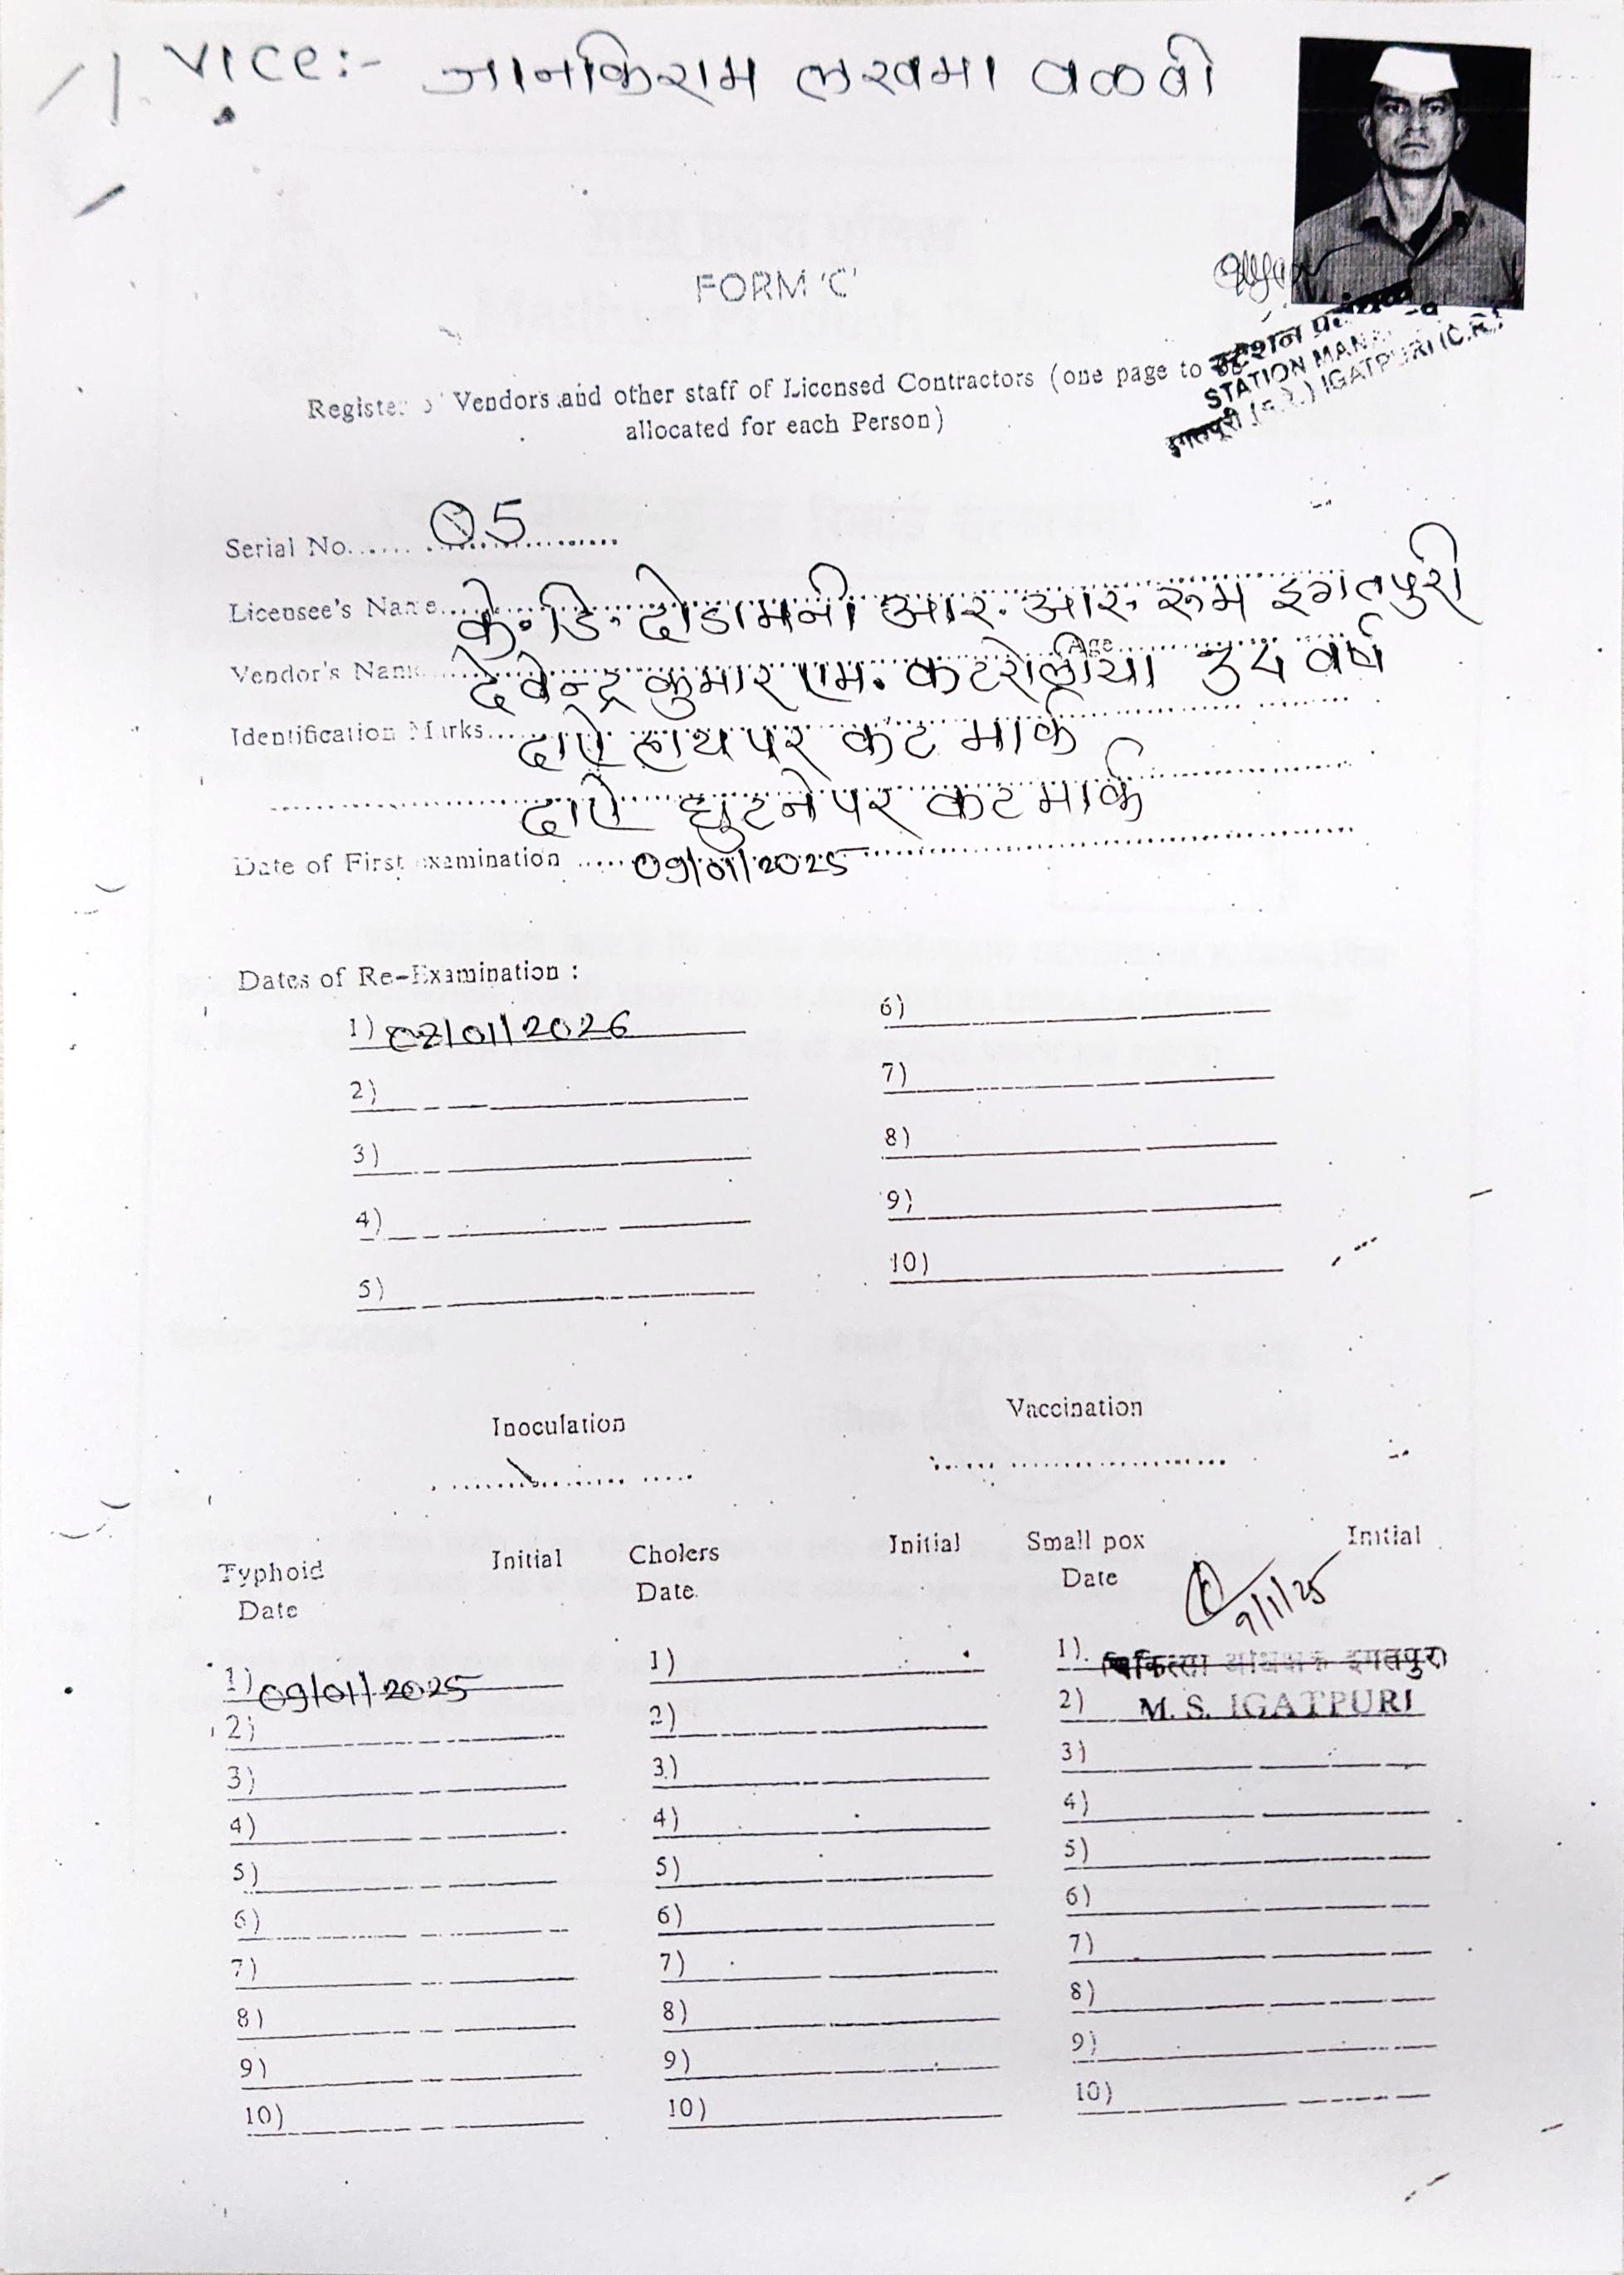 VICE:- जानकिराम लखमा वळवी
FORM 'C'
स्टेशन प्रबंधक
STATION MANAGER
इगतपूरी (म.रे.) IGATPURI (C.R.)
Register of Vendors and other staff of Licensed Contractors (one page to be
allocated for each Person)
Serial No. 05
Licensee's Name के. डि. दोडामनी आर. आर. रूम इगतपुरी
Vendor's Name देवेन्द्र कुमार एम. कटरोलीया Age 34 वर्ष
Identification Marks दाऐ हाथ पर कट मार्क
दाऐ घुटने पर कट मार्क
Date of First examination 09/01/2025
Dates of Re-Examination :
1) 02/01/2026 6)
2) 7)
3) 8)
4) 9)
5) 10)
Inoculation Vaccination
Typhoid Date Initial Cholers Date Initial Small pox Date Initial
9/1/25
1) 09/01/2025 1) 1) चिकित्सा अधिक्षक इगतपुरी
2) 2) 2) M. S. IGATPURI
3) 3) 3)
4) 4) 4)
5) 5) 5)
6) 6) 6)
7) 7) 7)
8) 8) 8)
9) 9) 9)
10) 10) 10)